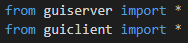 from guiserver import *
from guiclient import *